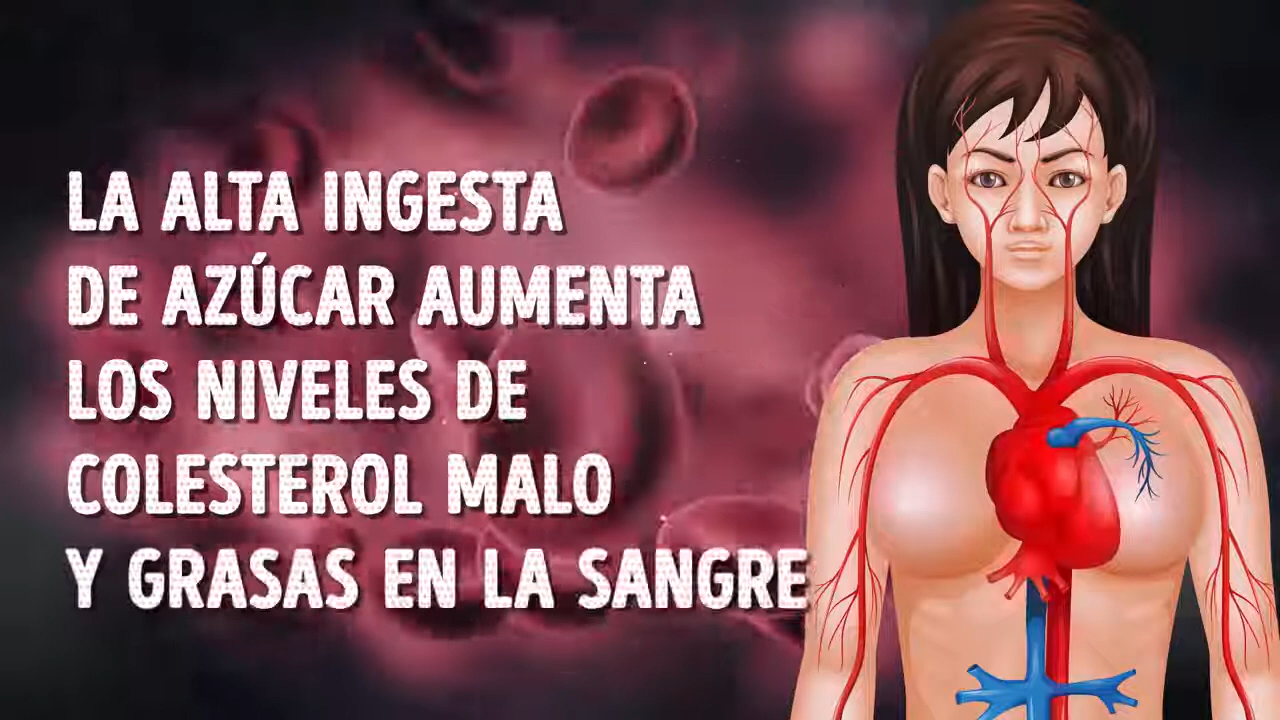 LA ALTA INGESTA
DE AZÚCAR AUMENTA
LOS NIVELES DE
COLESTEROL MALO
Y GRASAS EN LA SANGRE